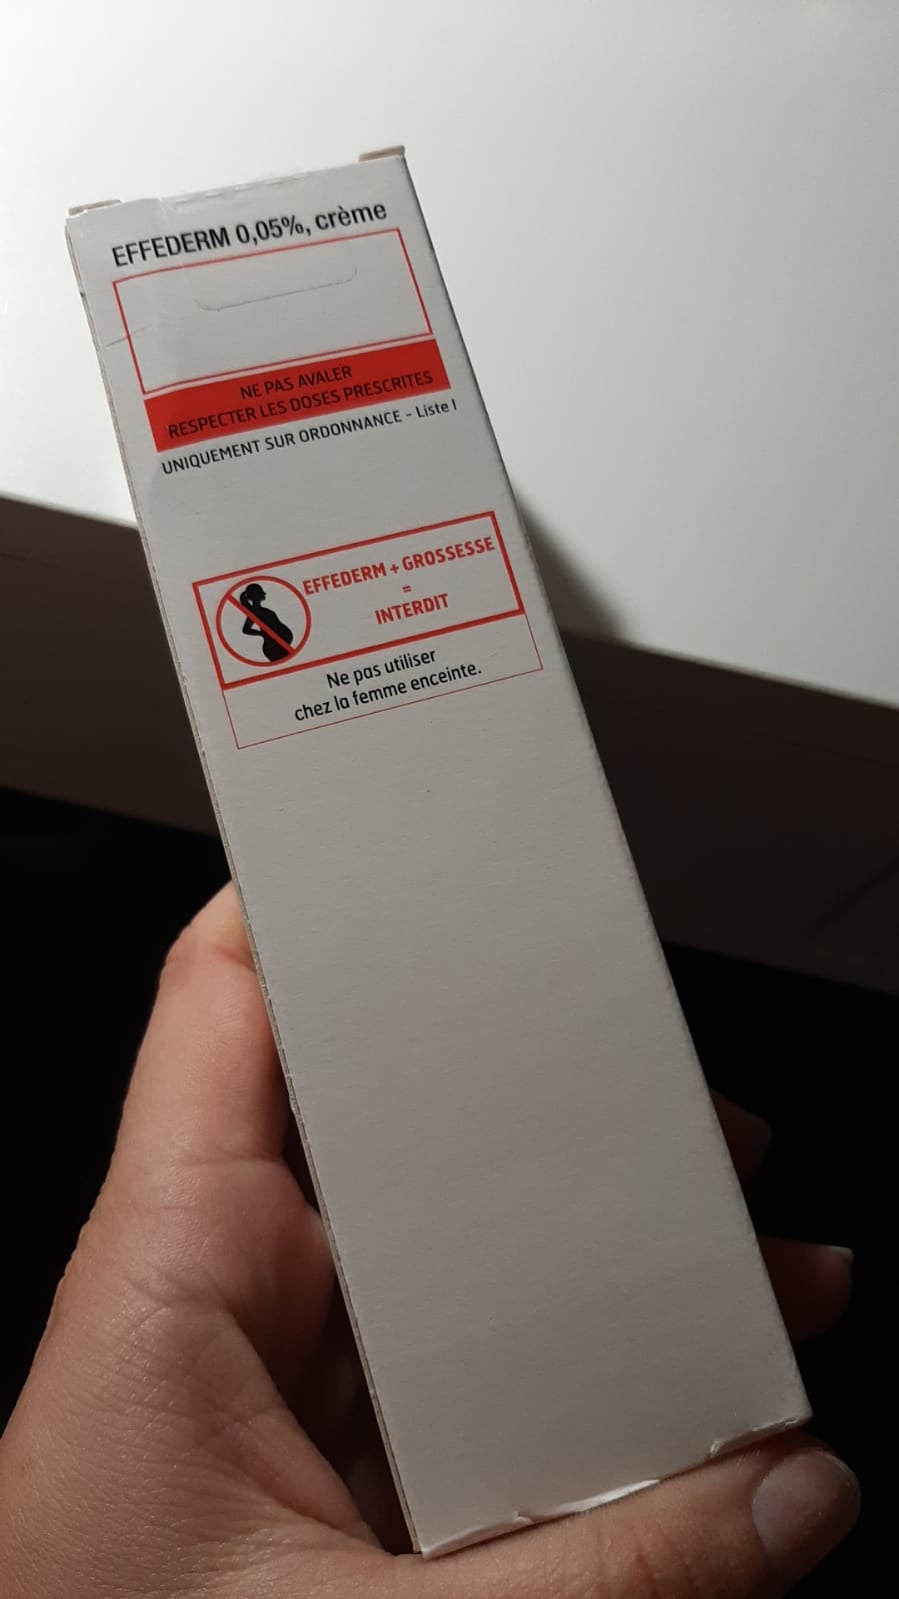 EFFEDERM 0,05%, crème
NE PAS AVALER
RESPECTER LES DOSES PRESCRITES
UNIQUEMENT SUR ORDONNANCE - Liste I
EFFEDERM + GROSSESSE
=
INTERDIT
Ne pas utiliser
chez la femme enceinte.